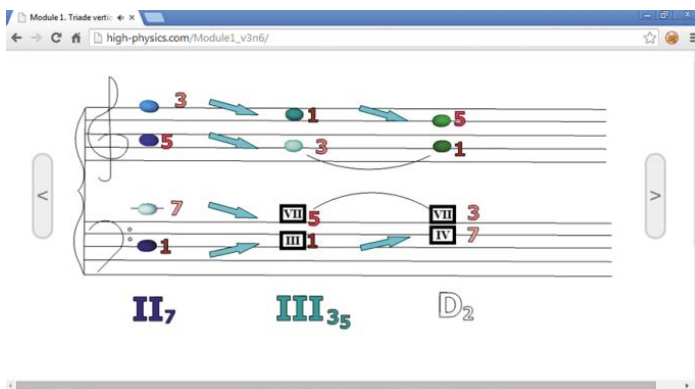 Module 1. Triade vertic
high-physics.com/Module1_v3n6/
3 1 5
5 3 1
7 VII 5 VII 3
1 III 1 IV 7
< >
II7 III35 D2